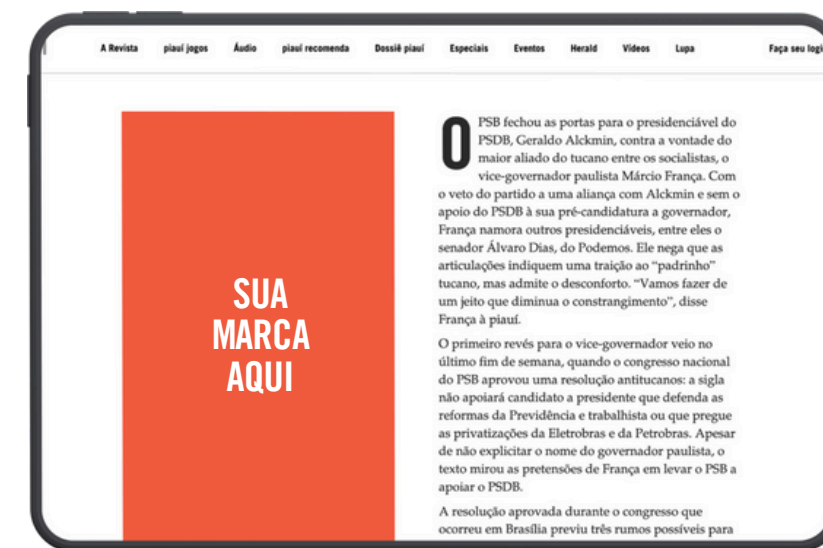 A Revista piauí jogos Áudio piauí recomenda Dossiê piauí Especiais Eventos Herald Vídeos Lupa Faça seu logi
SUA
MARCA
AQUI
O PSB fechou as portas para o presidenciável do
PSDB, Geraldo Alckmin, contra a vontade do
maior aliado do tucano entre os socialistas, o
vice-governador paulista Márcio França. Com
o veto do partido a uma aliança com Alckmin e sem o
apoio do PSDB à sua pré-candidatura a governador,
França namora outros presidenciáveis, entre eles o
senador Álvaro Dias, do Podemos. Ele nega que as
articulações indiquem uma traição ao “padrinho”
tucano, mas admite o desconforto. “Vamos fazer de
um jeito que diminua o constrangimento”, disse
França à piauí.
O primeiro revés para o vice-governador veio no
último fim de semana, quando o congresso nacional
do PSB aprovou uma resolução antitucanos: a sigla
não apoiará candidato a presidente que defenda as
reformas da Previdência e trabalhista ou que pregue
as privatizações da Eletrobras e da Petrobras. Apesar
de não explicitar o nome do governador paulista, o
texto mirou as pretensões de França em levar o PSB a
apoiar o PSDB.
A resolução aprovada durante o congresso que
ocorreu em Brasília previu três rumos possíveis para